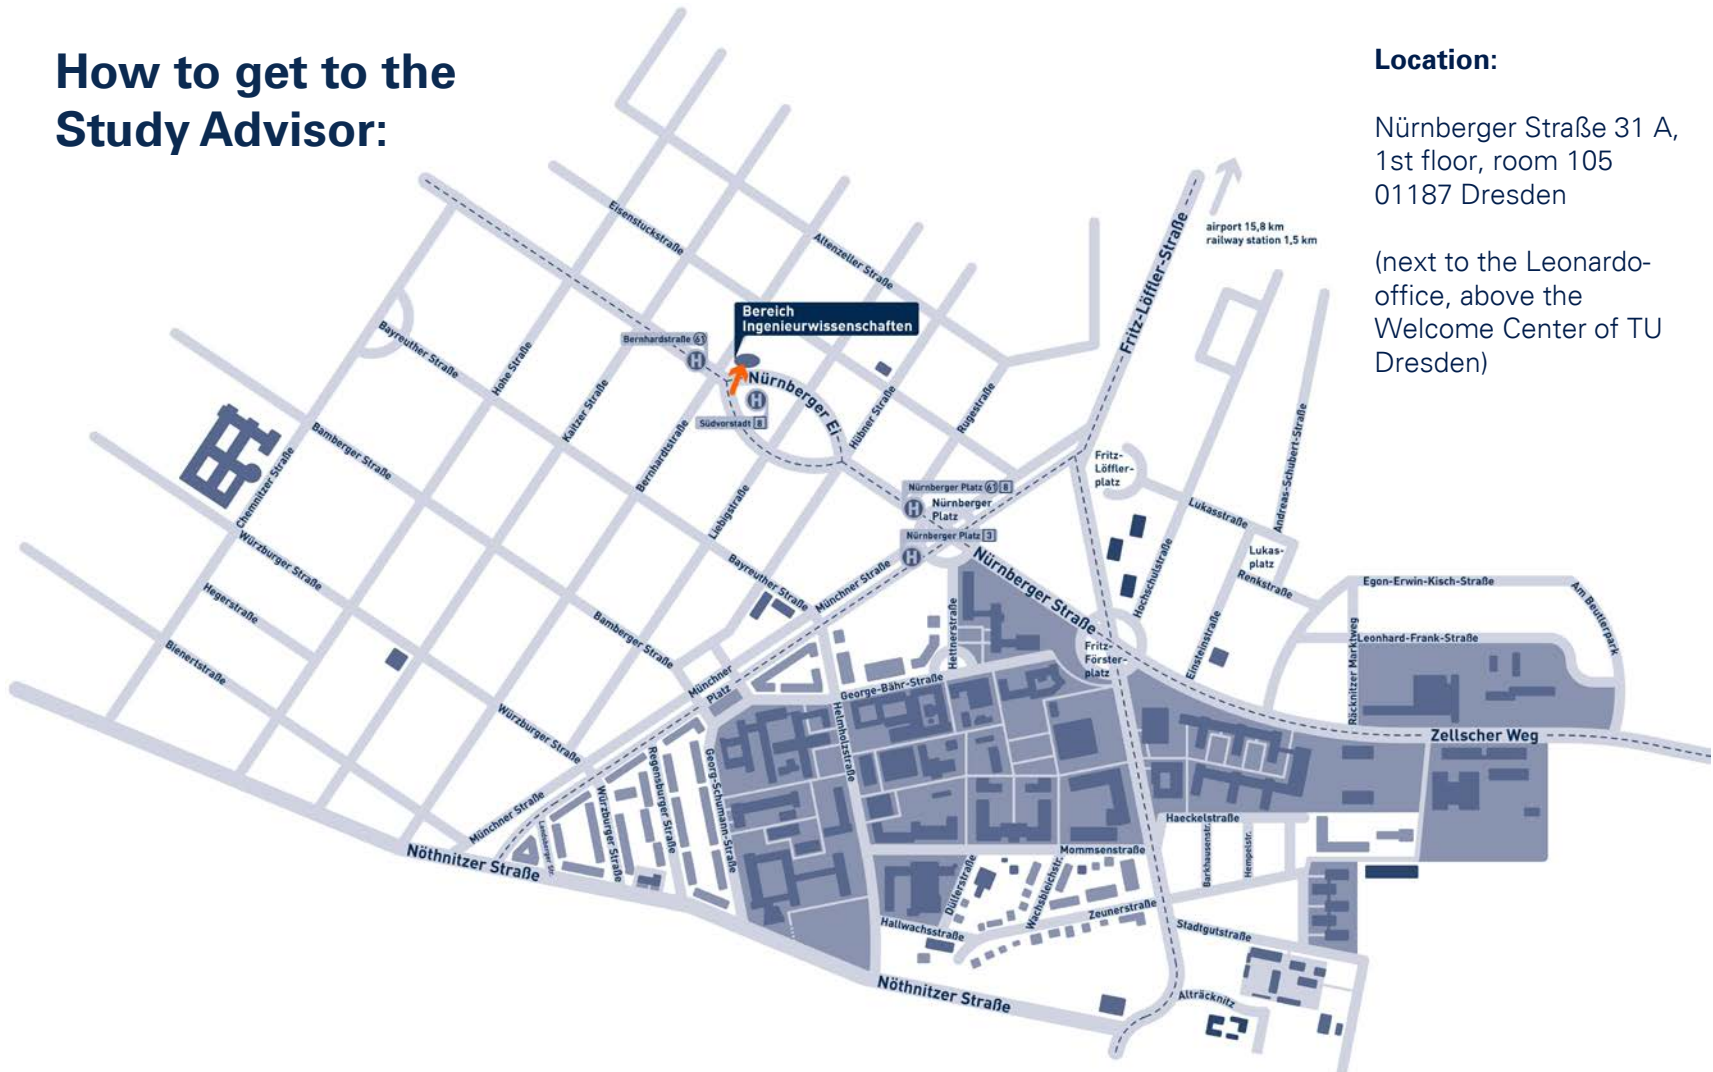 How to get to the
Study Advisor:
Location:
Nürnberger Straße 31 A,
1st floor, room 105
01187 Dresden
(next to the Leonardo-
office, above the
Welcome Center of TU
Dresden)
airport 15,8 km
railway station 1,5 km
Fritz-Löffler-Straße
Eisenstuckstraße
Altenzeller Straße
Bereich
Ingenieurwissenschaften
Bernhardstraße 61
H
Nürnberger Ei
H
Südvorstadt 8
Bayreuther Straße
Hohe Straße
Kaitzer Straße
Bernhardtstraße
Liebigstraße
Hübner Straße
Rugestraße
Bamberger Straße
Chemnitzer Straße
Würzburger Straße
Hegerstraße
Bienertstraße
Nürnberger Platz 61 8
H
Nürnberger
Platz
Nürnberger Platz 3
H
Fritz-
Löffler-
platz
Lukasstraße
Andreas-Schubert-Straße
Lukas-
platz
Renkstraße
Hochschulstraße
Einsteinstraße
Egon-Erwin-Kisch-Straße
Am Beutlerpark
Leonhard-Frank-Straße
Räcknitzer Marktweg
Zellscher Weg
Nürnberger Straße
Münchner Straße
Bayreuther Straße
Bamberger Straße
Münchner
Platz
Hettnerstraße
Fritz-
Förster-
platz
George-Bähr-Straße
Helmholzstraße
Würzburger Straße
Regensburger Straße
Georg-Schumann-Straße
Würzburger Straße
Landsberger Str.
Münchner Straße
Nöthnitzer Straße
Haeckelstraße
Mommsenstraße
Barkhausenstr.
Hempelstr.
Dülferstraße
Wachsbleichstr.
Zeunerstraße
Hallwachsstraße
Stadtgutstraße
Nöthnitzer Straße
Alträcknitz